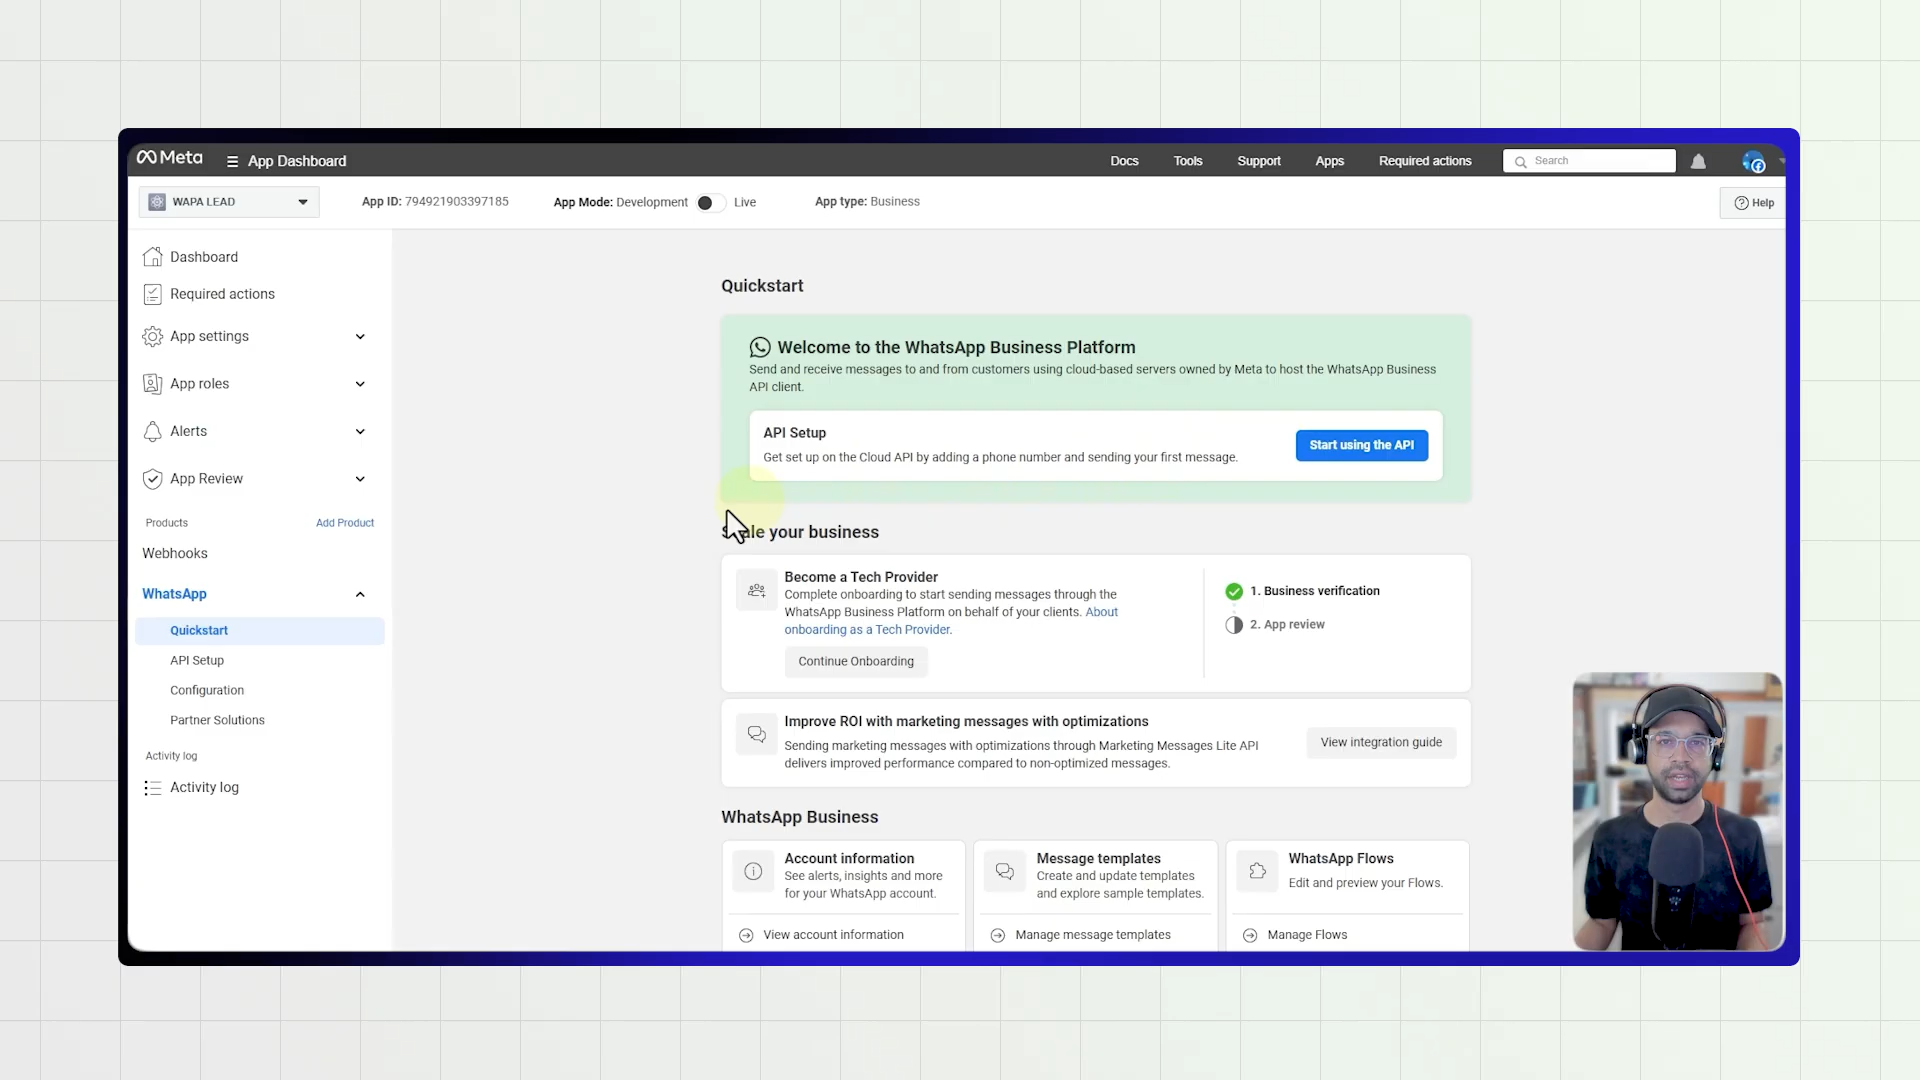 Meta
App Dashboard
Docs
Tools
Support
Apps
Required actions
Search
WAPA LEAD
App ID: 794921903397185
App Mode: Development
Live
App type: Business
Help
Dashboard
Required actions
App settings
App roles
Alerts
App Review
Products
Add Product
Webhooks
WhatsApp
Quickstart
API Setup
Configuration
Partner Solutions
Activity log
Activity log
Quickstart
Welcome to the WhatsApp Business Platform
Send and receive messages to and from customers using cloud-based servers owned by Meta to host the WhatsApp Business
API client.
API Setup
Get set up on the Cloud API by adding a phone number and sending your first message.
Start using the API
your business
Become a Tech Provider
Complete onboarding to start sending messages through the
WhatsApp Business Platform on behalf of your clients. About
onboarding as a Tech Provider.
Continue Onboarding
1. Business verification
2. App review
Improve ROI with marketing messages with optimizations
Sending marketing messages with optimizations through Marketing Messages Lite API
delivers improved performance compared to non-optimized messages.
View integration guide
WhatsApp Business
Account information
See alerts, insights and more
for your WhatsApp account.
View account information
Message templates
Create and update templates
and explore sample templates.
Manage message templates
WhatsApp Flows
Edit and preview your Flows.
Manage Flows